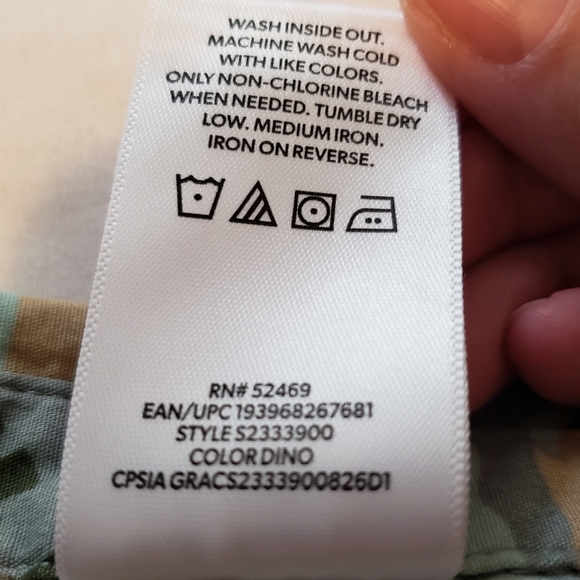 WASH INSIDE OUT.
MACHINE WASH COLD
WITH LIKE COLORS.
ONLY NON-CHLORINE BLEACH
WHEN NEEDED. TUMBLE DRY
LOW. MEDIUM IRON.
IRON ON REVERSE.
RN# 52469
EAN/UPC 193968267681
STYLE S2333900
COLOR DINO
CPSIA GRACS2333900826D1